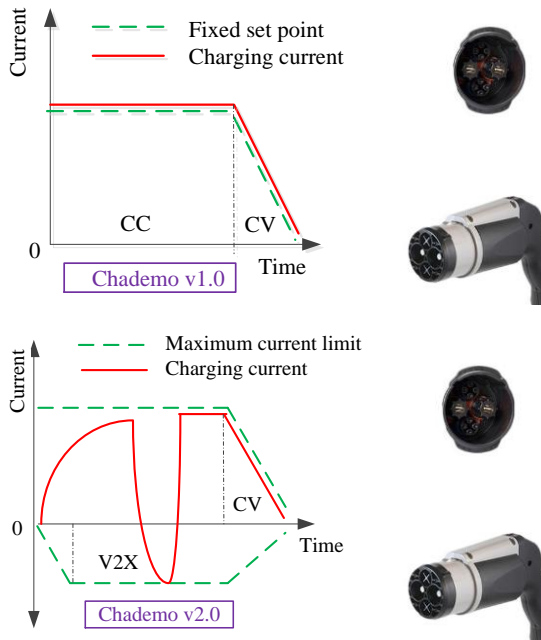 Current
Fixed set point
Charging current
CC
CV
0
Time
Chademo v1.0
Current
Maximum current limit
Charging current
CV
0
Time
V2X
Chademo v2.0